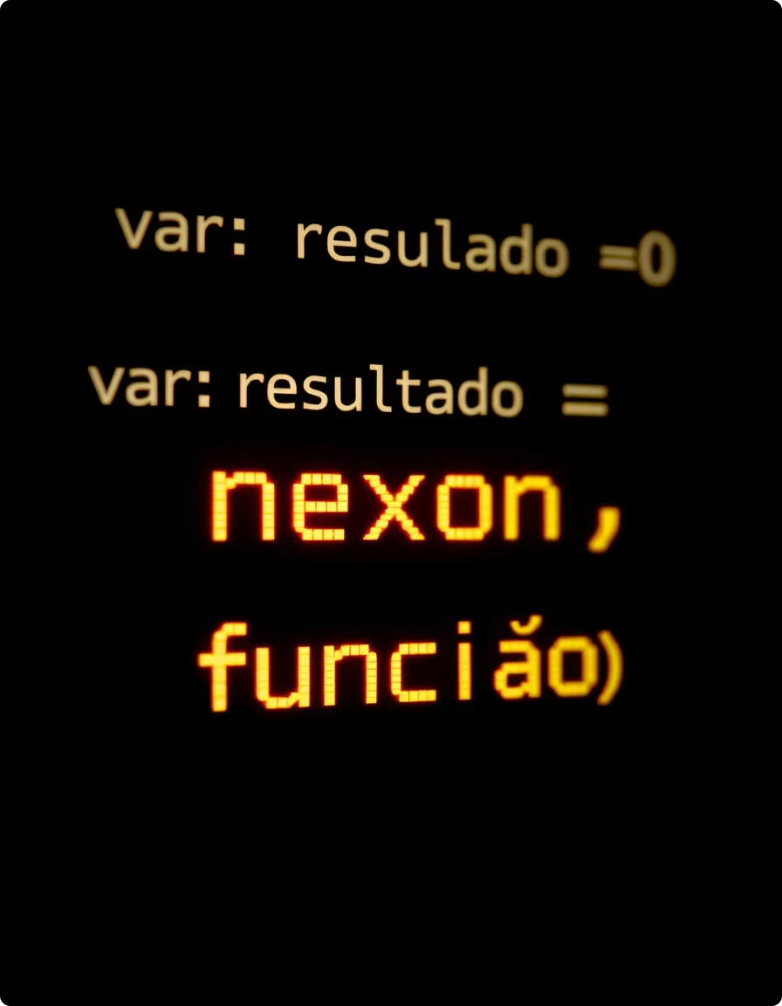 var: resulado =0
var: resultado =
nexon,
funciăo)